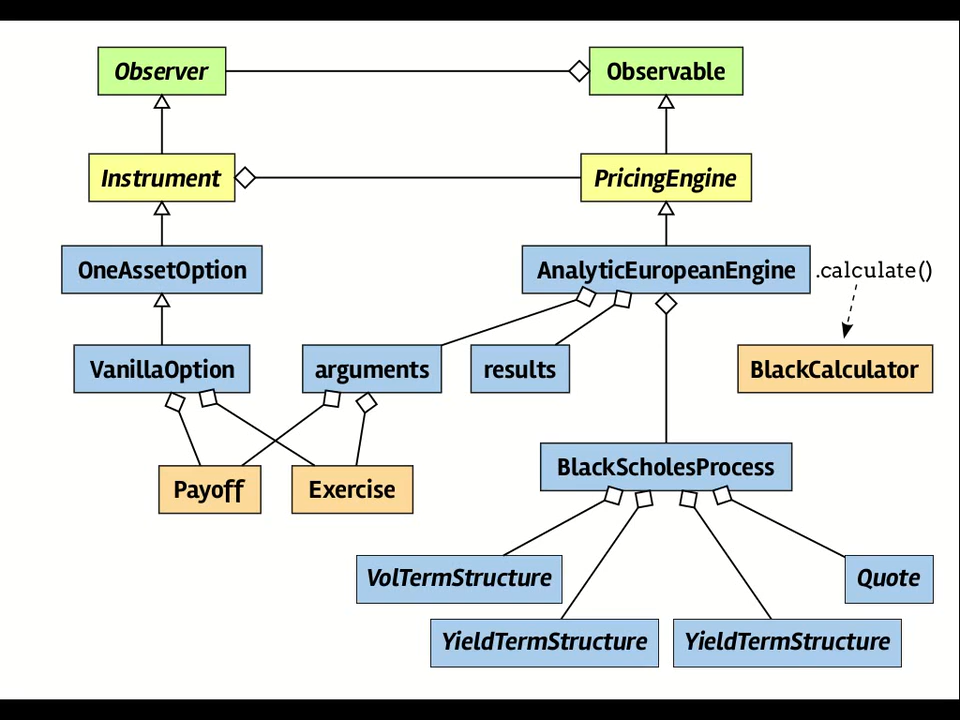 Observer
Observable
Instrument
PricingEngine
OneAssetOption
AnalyticEuropeanEngine
.calculate()
VanillaOption
arguments
results
BlackCalculator
BlackScholesProcess
Payoff
Exercise
VolTermStructure
Quote
YieldTermStructure
YieldTermStructure